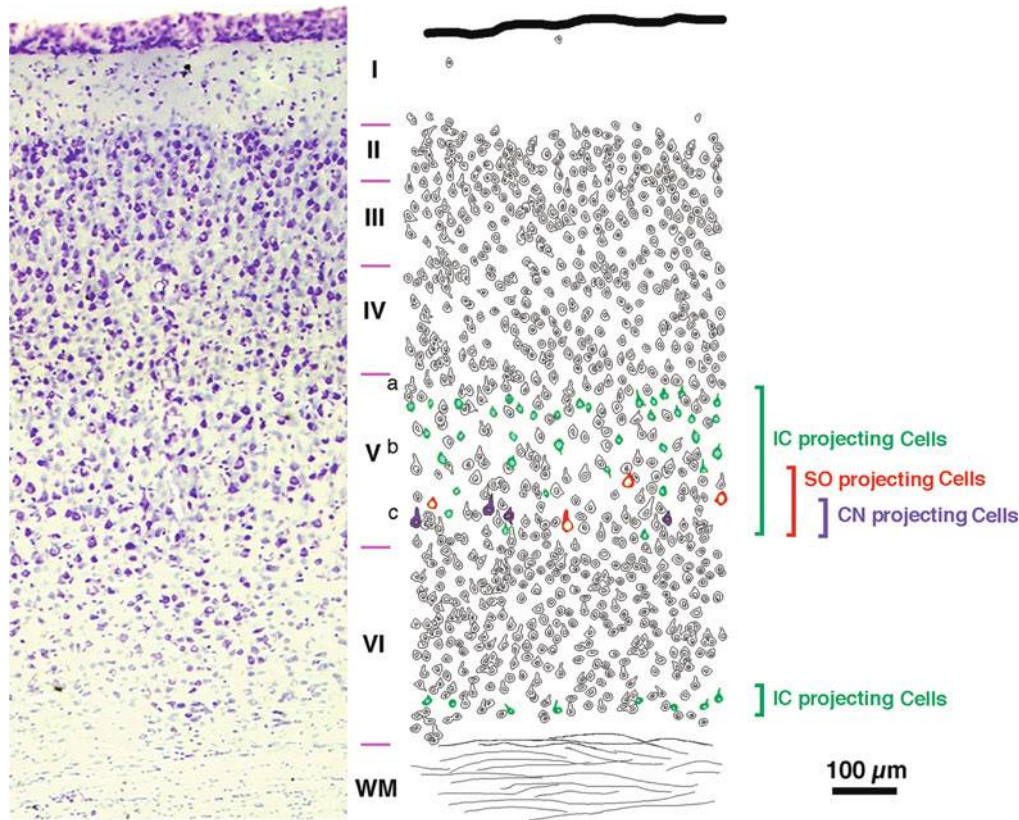 I
II
III
IV
a
V b
c
VI
WM
IC projecting Cells
SO projecting Cells
CN projecting Cells
IC projecting Cells
100 µm